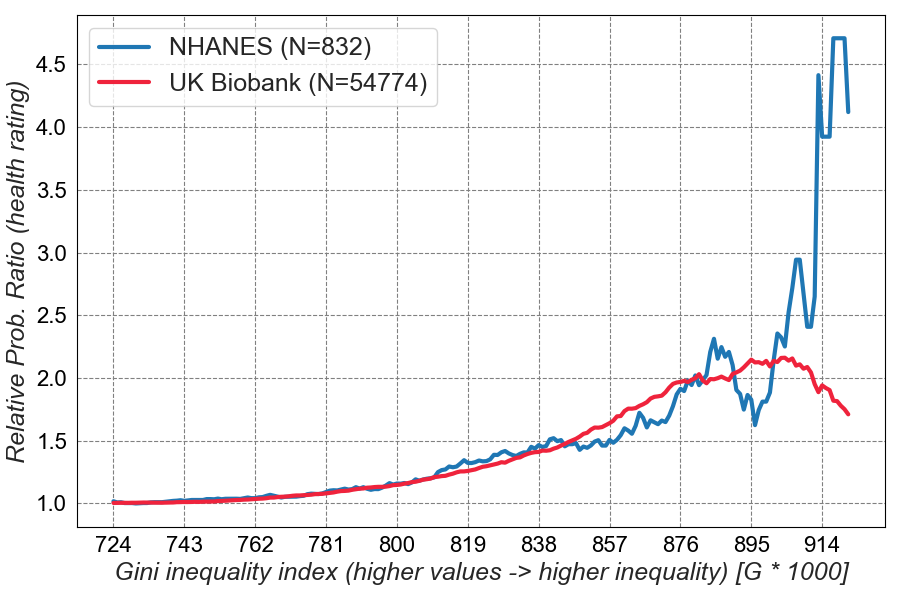 NHANES (N=832)
UK Biobank (N=54774)
Relative Prob. Ratio (health rating)
4.5
4.0
3.5
3.0
2.5
2.0
1.5
1.0
724 743 762 781 800 819 838 857 876 895 914
Gini inequality index (higher values -> higher inequality) [G * 1000]